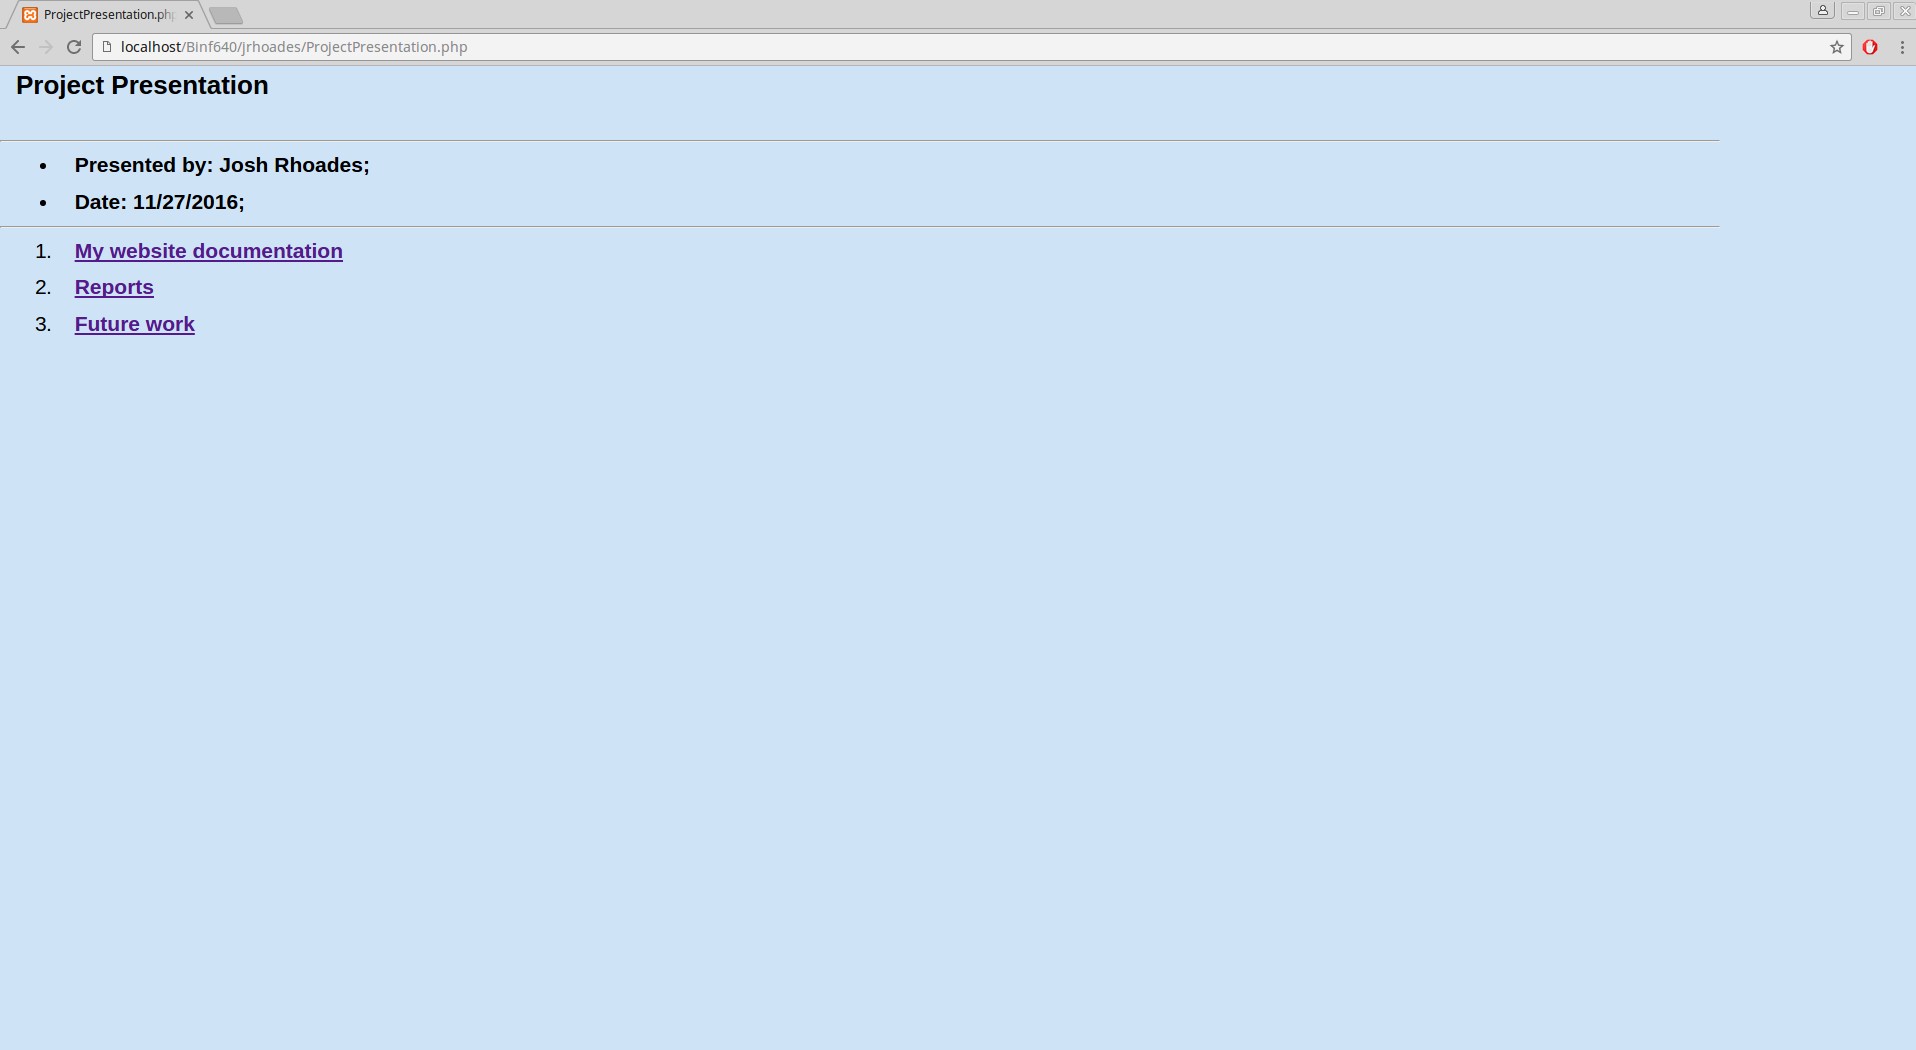 ProjectPresentation.php
localhost/Binf640/jrhoades/ProjectPresentation.php
Project Presentation
• Presented by: Josh Rhoades;
• Date: 11/27/2016;
1. My website documentation
2. Reports
3. Future work